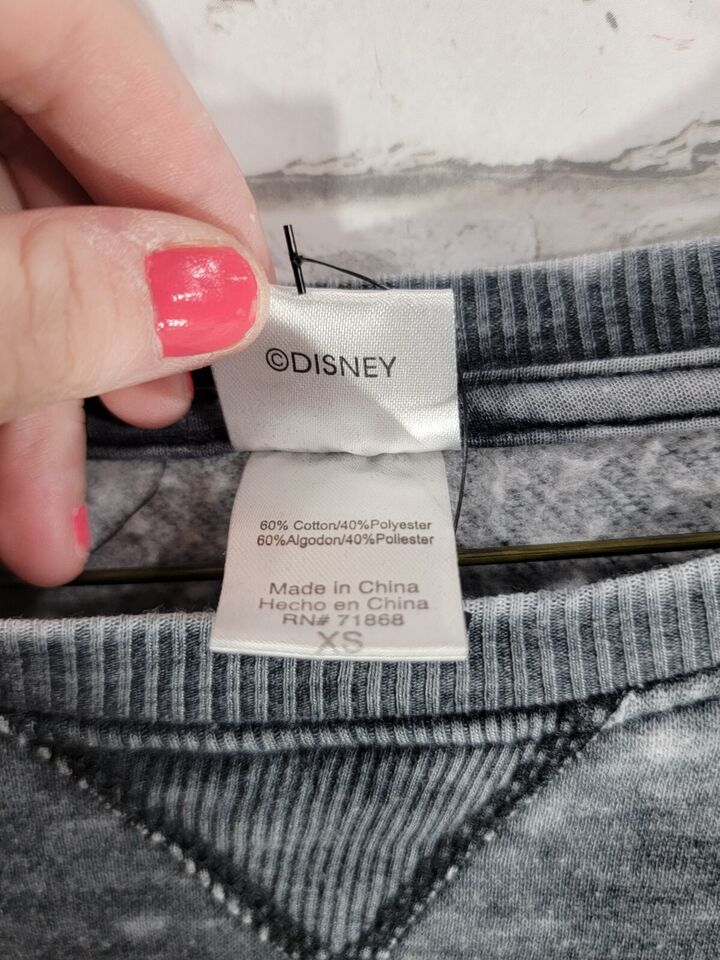 ©DISNEY
60% Cotton/40%Polyester
60%Algodon/40%Poliester
Made in China
Hecho en China
RN# 71868
XS